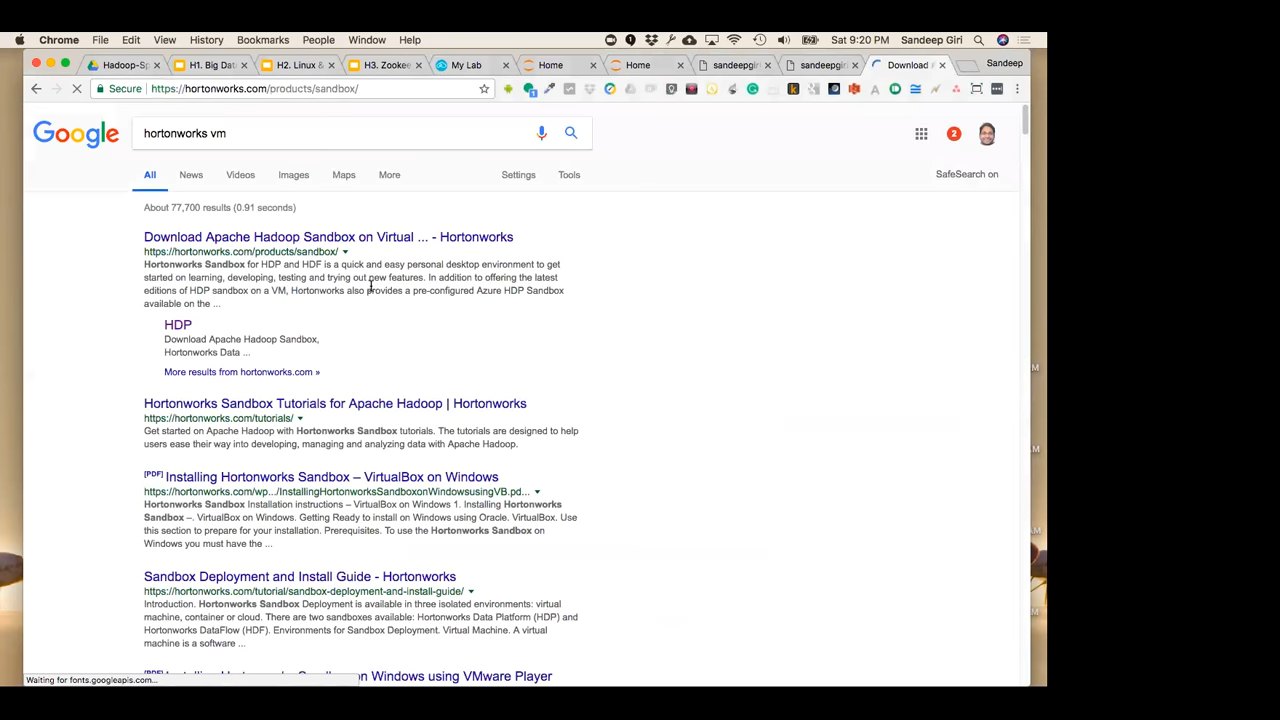 Chrome File Edit View History Bookmarks People Window Help Sat 9:20 PM Sandeep Giri
Hadoop-Sp H1. Big Dat H2. Linux & H3. Zookee My Lab Home Home sandeepgir sandeepgi Download A Sandeep
Secure https://hortonworks.com/products/sandbox/
Google hortonworks vm 2
All News Videos Images Maps More Settings Tools SafeSearch on
About 77,700 results (0.91 seconds)
Download Apache Hadoop Sandbox on Virtual ... - Hortonworks
https://hortonworks.com/products/sandbox/
Hortonworks Sandbox for HDP and HDF is a quick and easy personal desktop environment to get
started on learning, developing, testing and trying out new features. In addition to offering the latest
editions of HDP sandbox on a VM, Hortonworks also provides a pre-configured Azure HDP Sandbox
available on the ...
HDP
Download Apache Hadoop Sandbox,
Hortonworks Data ...
More results from hortonworks.com »
Hortonworks Sandbox Tutorials for Apache Hadoop | Hortonworks
https://hortonworks.com/tutorials/
Get started on Apache Hadoop with Hortonworks Sandbox tutorials. The tutorials are designed to help
users ease their way into developing, managing and analyzing data with Apache Hadoop.
[PDF] Installing Hortonworks Sandbox – VirtualBox on Windows
https://hortonworks.com/wp.../InstallingHortonworksSandboxonWindowsusingVB.pd...
Hortonworks Sandbox Installation instructions – VirtualBox on Windows 1. Installing Hortonworks
Sandbox –. VirtualBox on Windows. Getting Ready to install on Windows using Oracle. VirtualBox. Use
this section to prepare for your installation. Prerequisites. To use the Hortonworks Sandbox on
Windows you must have the ...
Sandbox Deployment and Install Guide - Hortonworks
https://hortonworks.com/tutorial/sandbox-deployment-and-install-guide/
Introduction. Hortonworks Sandbox Deployment is available in three isolated environments: virtual
machine, container or cloud. There are two sandboxes available: Hortonworks Data Platform (HDP) and
Hortonworks DataFlow (HDF). Environments for Sandbox Deployment. Virtual Machine. A virtual
machine is a software ...
on Windows using VMware Player
Waiting for fonts.googleapis.com...